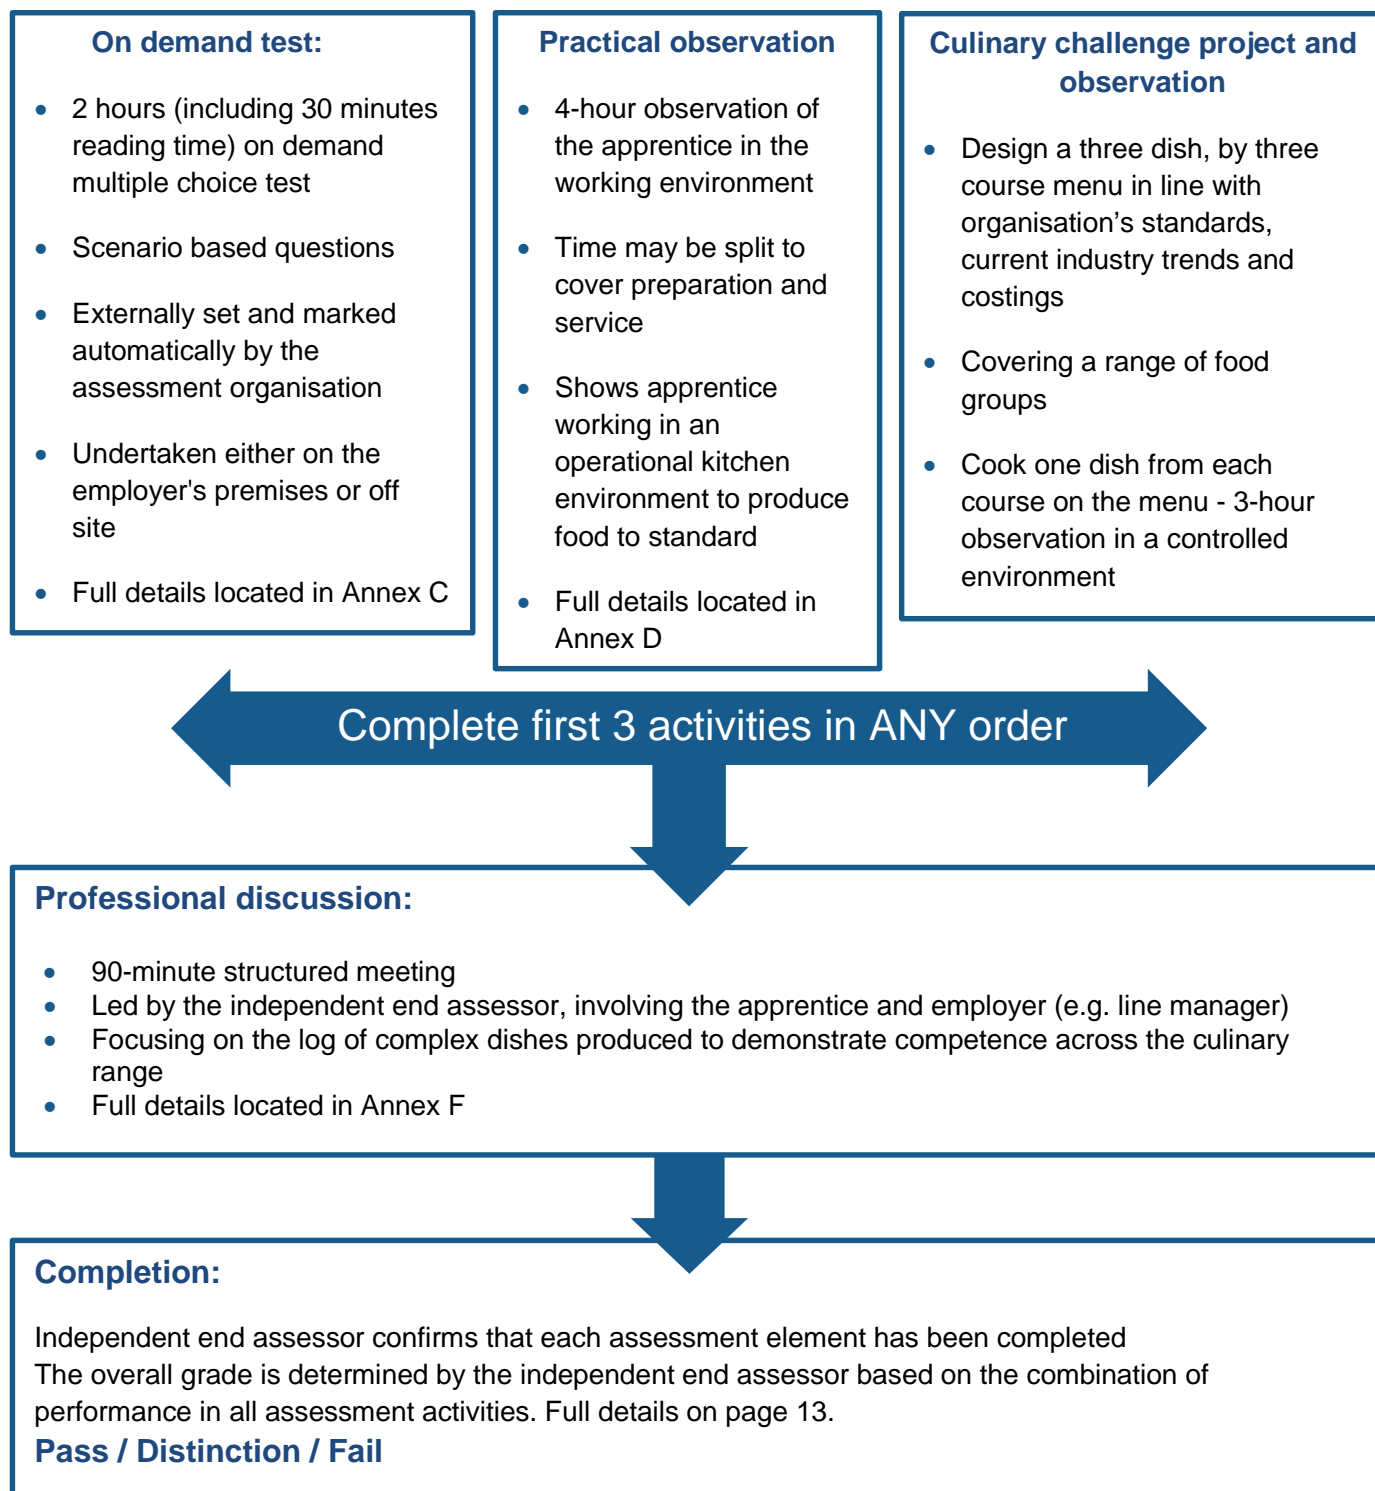 On demand test:
• 2 hours (including 30 minutes
reading time) on demand
multiple choice test
• Scenario based questions
• Externally set and marked
automatically by the
assessment organisation
• Undertaken either on the
employer's premises or off
site
• Full details located in Annex C
Practical observation
• 4-hour observation of
the apprentice in the
working environment
• Time may be split to
cover preparation and
service
• Shows apprentice
working in an
operational kitchen
environment to produce
food to standard
• Full details located in
Annex D
Culinary challenge project and
observation
• Design a three dish, by three
course menu in line with
organisation’s standards,
current industry trends and
costings
• Covering a range of food
groups
• Cook one dish from each
course on the menu - 3-hour
observation in a controlled
environment
Complete first 3 activities in ANY order
Professional discussion:
• 90-minute structured meeting
• Led by the independent end assessor, involving the apprentice and employer (e.g. line manager)
• Focusing on the log of complex dishes produced to demonstrate competence across the culinary
range
• Full details located in Annex F
Completion:
Independent end assessor confirms that each assessment element has been completed
The overall grade is determined by the independent end assessor based on the combination of
performance in all assessment activities. Full details on page 13.
Pass / Distinction / Fail